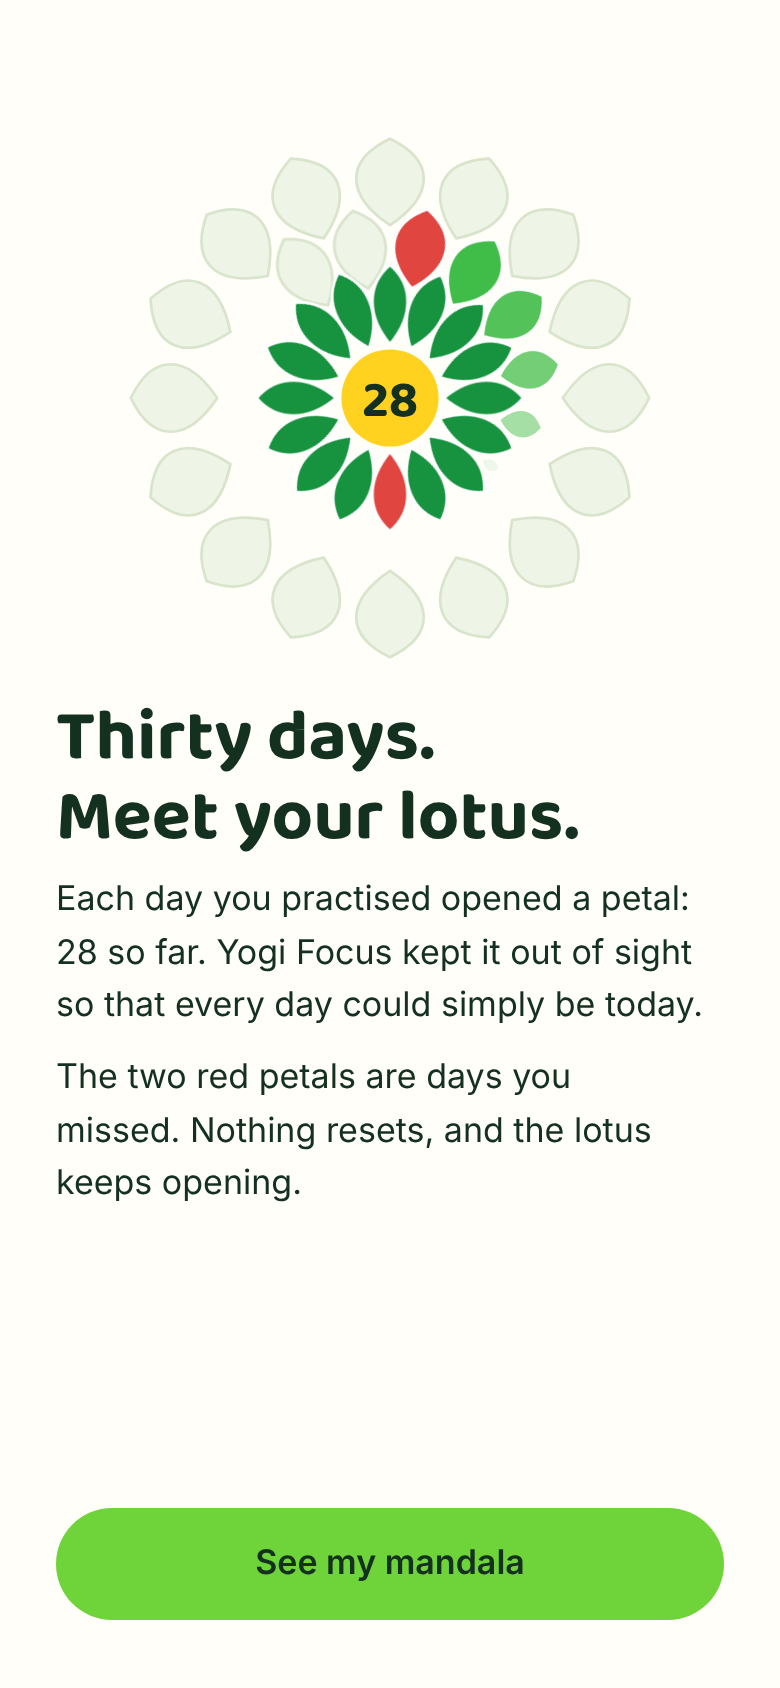 28
Thirty days.
Meet your lotus.
Each day you practised opened a petal:
28 so far. Yogi Focus kept it out of sight
so that every day could simply be today.
The two red petals are days you
missed. Nothing resets, and the lotus
keeps opening.
See my mandala